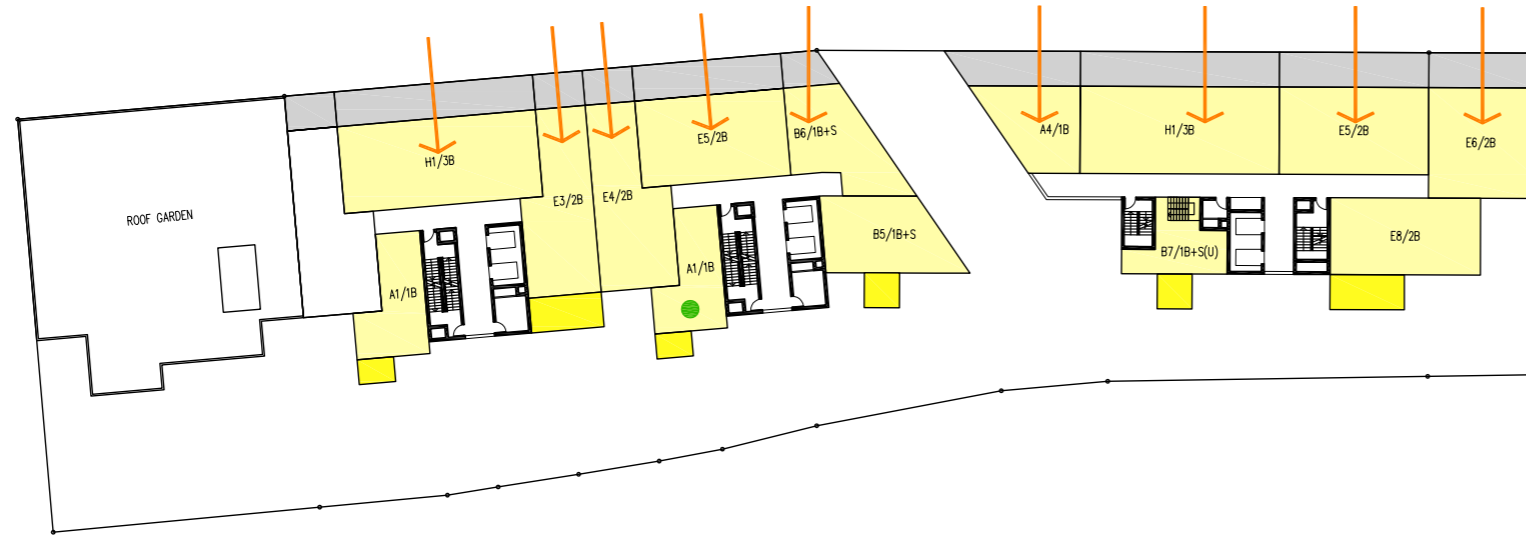 A4/1B
H1/3B
E5/2B
E6/2B
B6/1B+S
E5/2B
H1/3B
E3/2B
E4/2B
ROOF GARDEN
B5/1B+S
E8/2B
B7/1B+S(U)
A1/1B
A1/1B